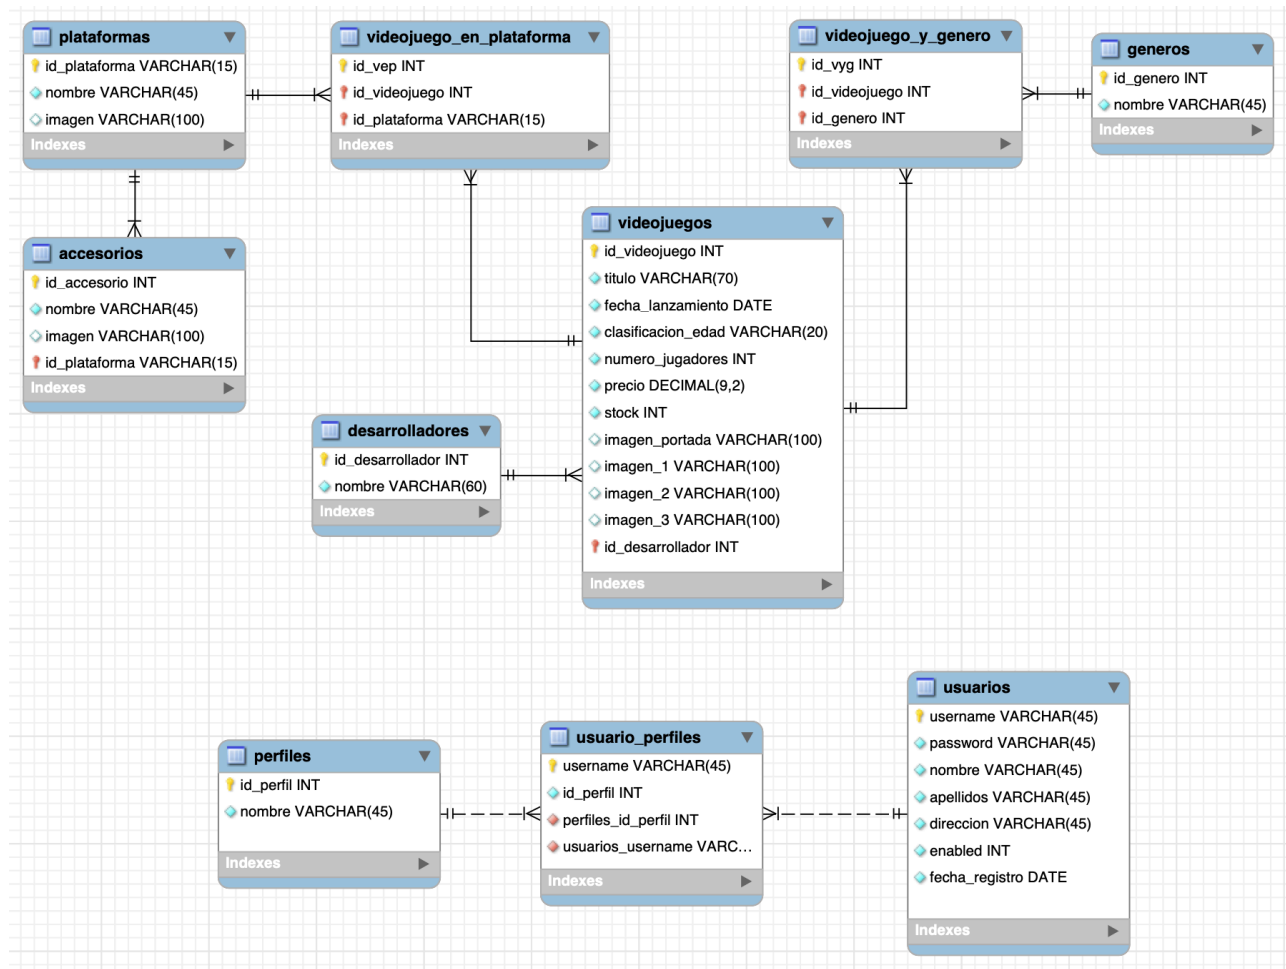 plataformas
id_plataforma VARCHAR(15)
nombre VARCHAR(45)
imagen VARCHAR(100)
Indexes
videojuego_en_plataforma
id_vep INT
id_videojuego INT
id_plataforma VARCHAR(15)
Indexes
videojuego_y_genero
id_vyg INT
id_videojuego INT
id_genero INT
Indexes
generos
id_genero INT
nombre VARCHAR(45)
Indexes
accesorios
id_accesorio INT
nombre VARCHAR(45)
imagen VARCHAR(100)
id_plataforma VARCHAR(15)
Indexes
videojuegos
id_videojuego INT
titulo VARCHAR(70)
fecha_lanzamiento DATE
clasificacion_edad VARCHAR(20)
numero_jugadores INT
precio DECIMAL(9,2)
stock INT
imagen_portada VARCHAR(100)
imagen_1 VARCHAR(100)
imagen_2 VARCHAR(100)
imagen_3 VARCHAR(100)
id_desarrollador INT
Indexes
desarrolladores
id_desarrollador INT
nombre VARCHAR(60)
Indexes
perfiles
id_perfil INT
nombre VARCHAR(45)
Indexes
usuario_perfiles
username VARCHAR(45)
id_perfil INT
perfiles_id_perfil INT
usuarios_username VARC...
Indexes
usuarios
username VARCHAR(45)
password VARCHAR(45)
nombre VARCHAR(45)
apellidos VARCHAR(45)
direccion VARCHAR(45)
enabled INT
fecha_registro DATE
Indexes